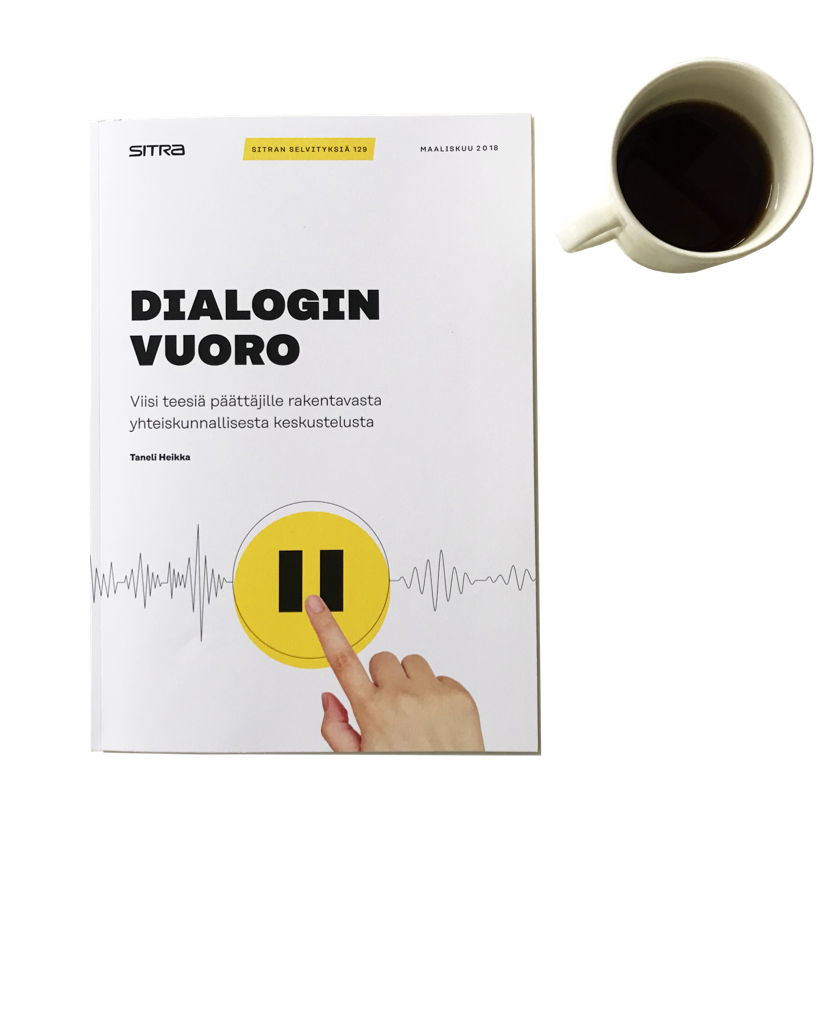 SITRA
SITRAN SELVITYKSIÄ 129
MAALISKUU 2018
DIALOGIN
VUORO
Viisi teesiä päättäjille rakentavasta
yhteiskunnallisesta keskustelusta
Taneli Heikka